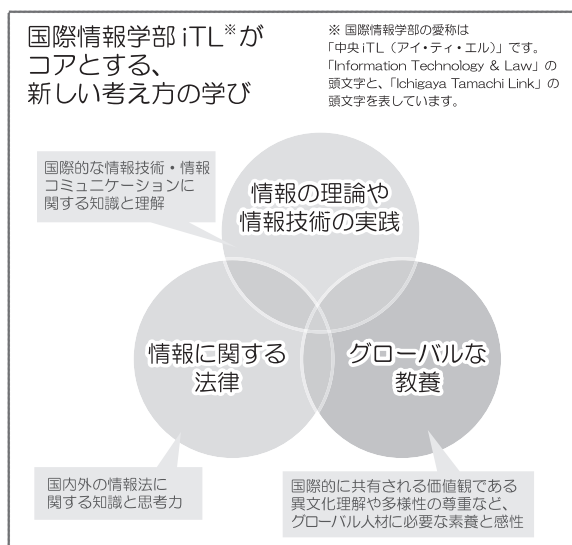 国際情報学部 iTL※が
コアとする、
新しい考え方の学び
※ 国際情報学部の愛称は
「中央 iTL（アイ・ティ・エル）」です。
「Information Technology & Law」の
頭文字と、「Ichigaya Tamachi Link」の
頭文字を表しています。
国際的な情報技術・情報
コミュニケーションに
関する知識と理解
情報の理論や
情報技術の実践
情報に関する
法律
グローバルな
教養
国内外の情報法に
関する知識と思考力
国際的に共有される価値観である
異文化理解や多様性の尊重など、
グローバル人材に必要な素養と感性